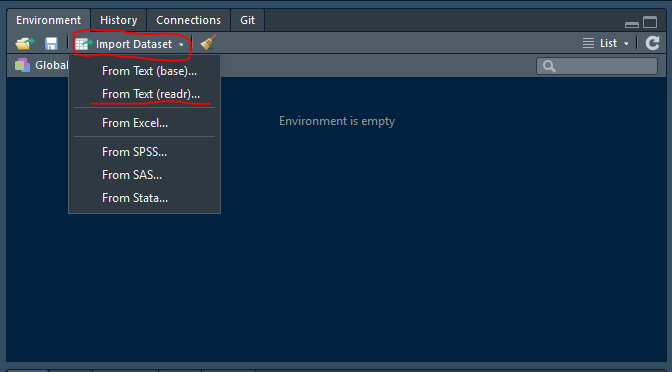 Environment History Connections Git
Import Dataset List
Global
From Text (base)...
From Text (readr)...
From Excel...
From SPSS...
From SAS...
From Stata...
Environment is empty